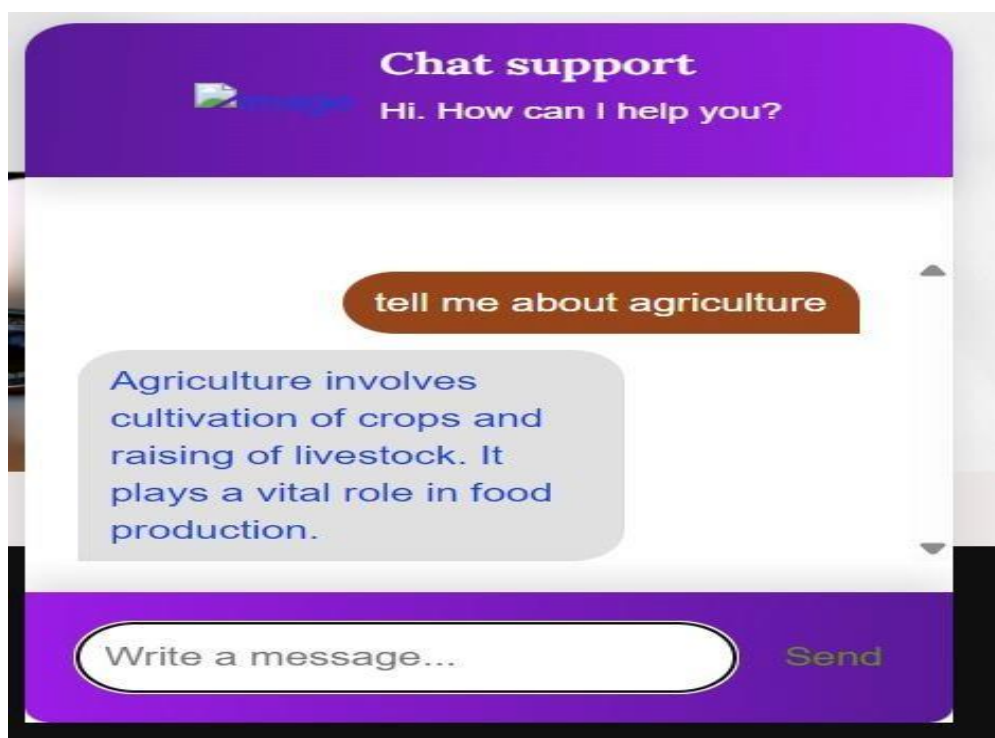 Chat support
image
Hi. How can I help you?
tell me about agriculture
Agriculture involves
cultivation of crops and
raising of livestock. It
plays a vital role in food
production.
Write a message...
Send